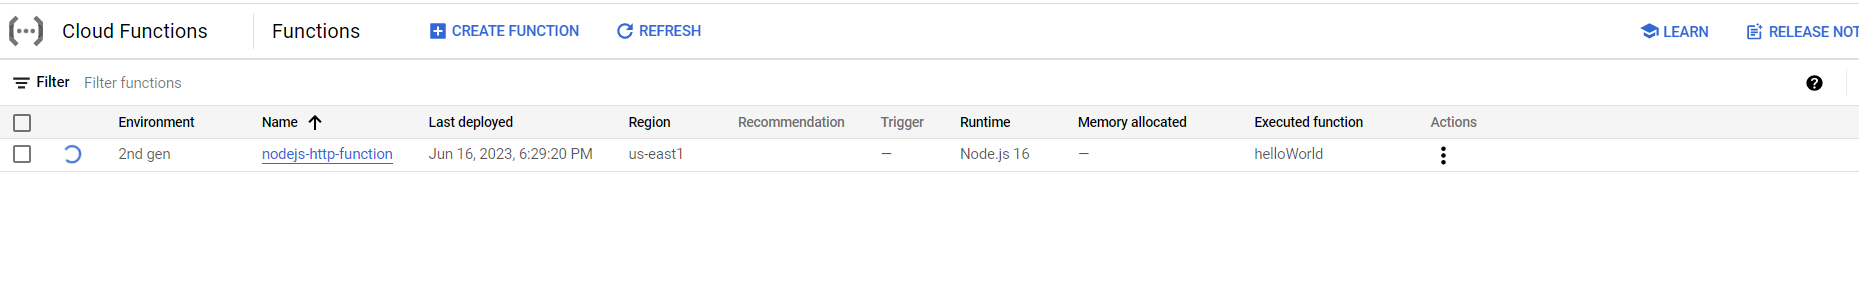 Cloud Functions Functions CREATE FUNCTION REFRESH LEARN RELEASE NOT
Filter Filter functions
Environment Name Last deployed Region Recommendation Trigger Runtime Memory allocated Executed function Actions
2nd gen nodejs-http-function Jun 16, 2023, 6:29:20 PM us-east1 — Node.js 16 — helloWorld